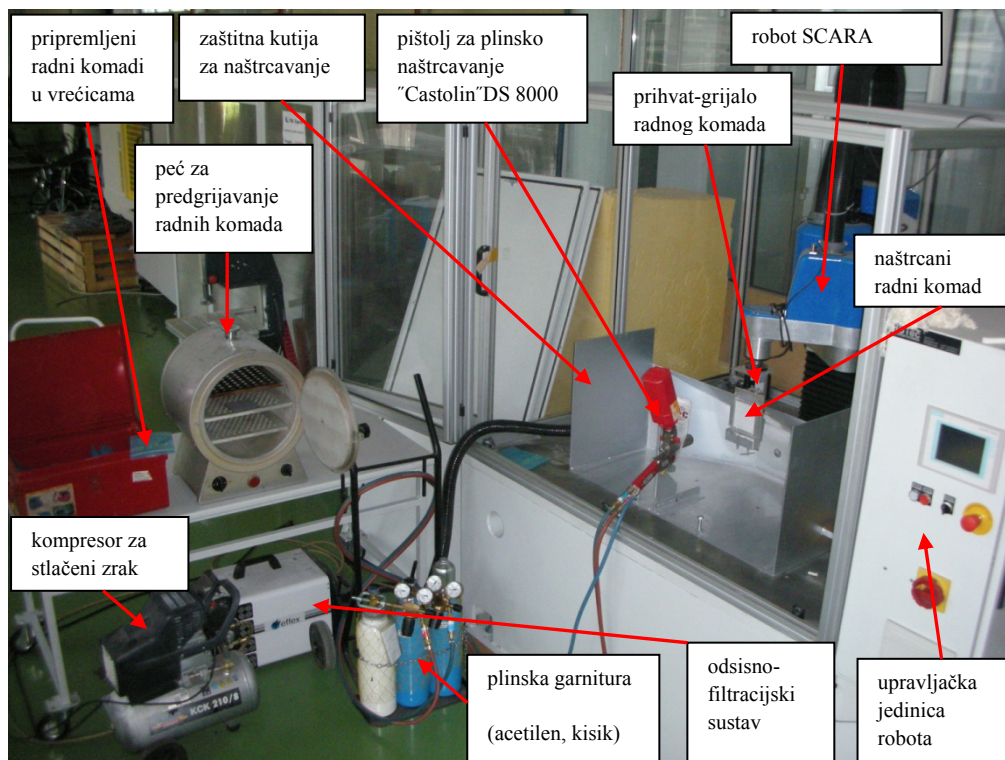 pripremljeni
radni komadi
u vrećicama
zaštitna kutija
za naštrcavanje
pištolj za plinsko
naštrcavanje
˝Castolin˝DS 8000
robot SCARA
prihvat-grijalo
radnog komada
peć za
predgrijavanje
radnih komada
naštrcani
radni komad
kompresor za
stlačeni zrak
KCK 210/8
plinska garnitura
(acetilen, kisik)
odsisno-
filtracijski
sustav
upravljačka
jedinica
robota